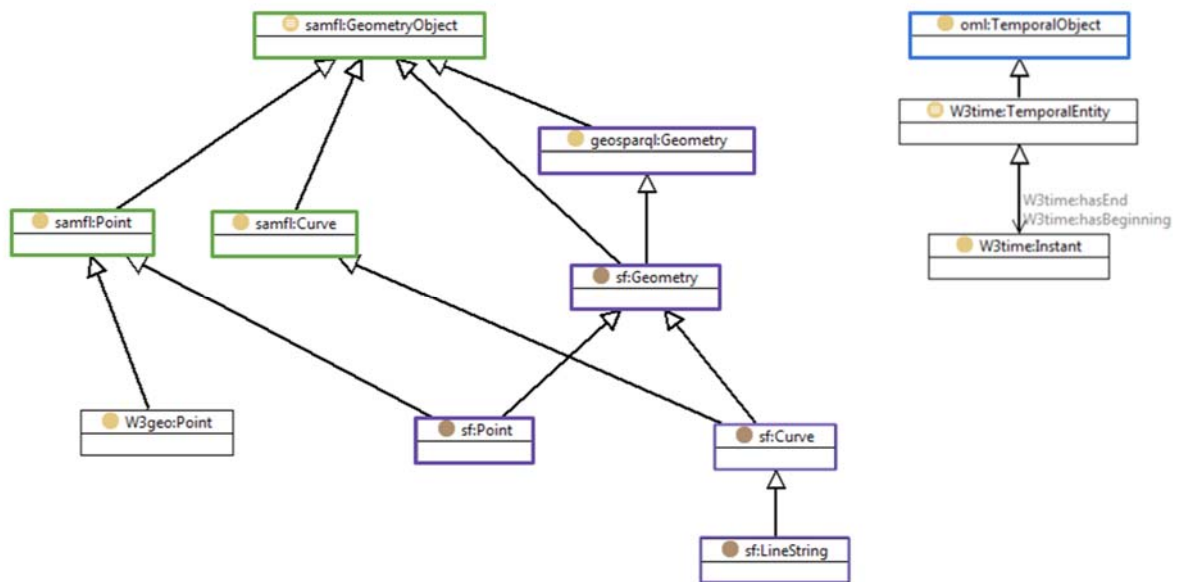 samfl:GeometryObject
oml:TemporalObject
W3time:TemporalEntity
geosparql:Geometry
W3time:hasEnd
W3time:hasBeginning
samfl:Point
samfl:Curve
W3time:Instant
sf:Geometry
W3geo:Point
sf:Point
sf:Curve
sf:LineString